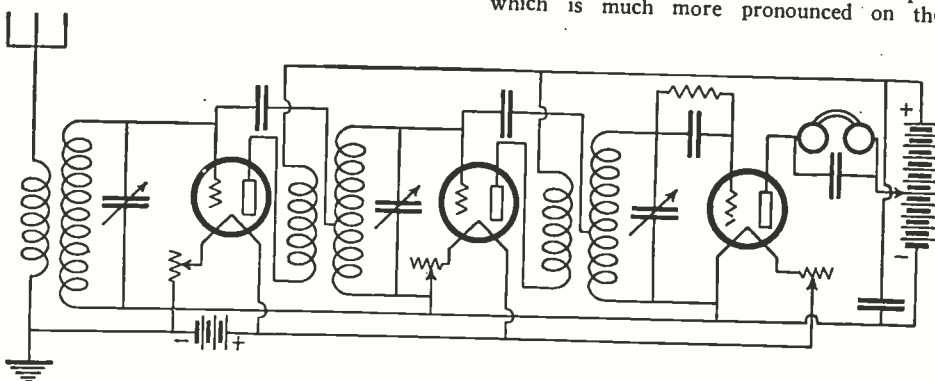 which is much more pronounced on the
+
-
- +